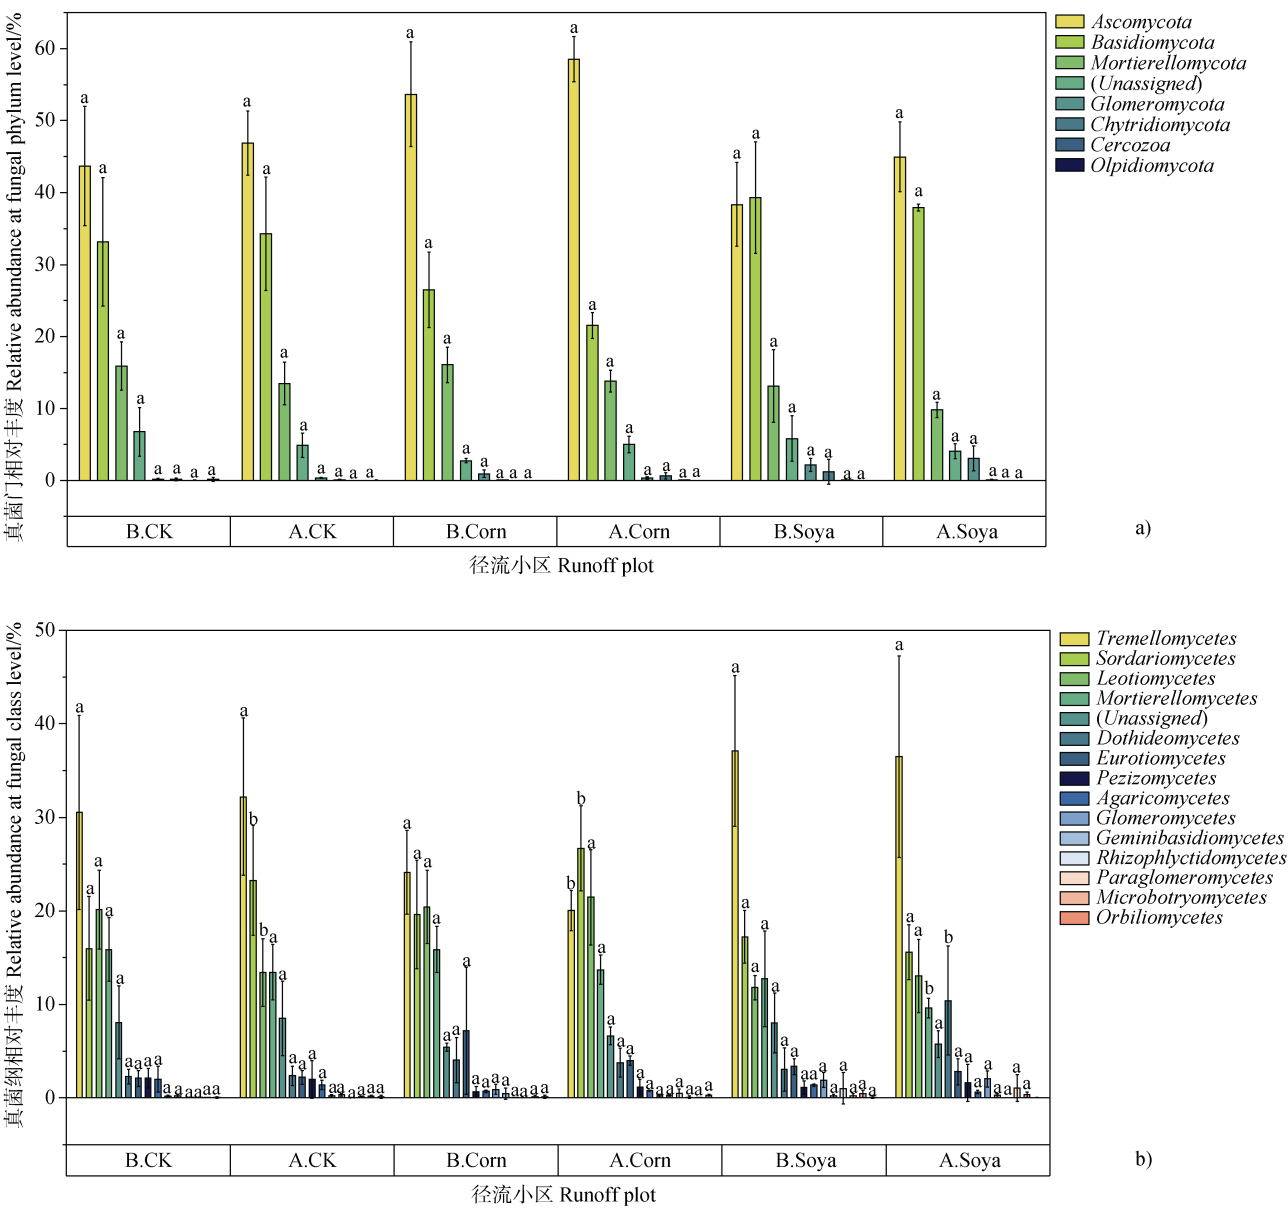 真菌门相对丰度 Relative abundance at fungal phylum level/%
60
50
40
30
20
10
0
a a a a a a a a
a a a a a a a a
a a a a a a a a
a a a a a a a a
a a a a a a a a
a a a a a a a a
Ascomycota
Basidiomycota
Mortierellomycota
(Unassigned)
Glomeromycota
Chytridiomycota
Cercozoa
Olpidiomycota
B.CK A.CK B.Corn A.Corn B.Soya A.Soya
a)
径流小区 Runoff plot
真菌纲相对丰度 Relative abundance at fungal class level/%
50
40
30
20
10
0
Tremellomycetes
Sordariomycetes
Leotiomycetes
Mortierellomycetes
(Unassigned)
Dothideomycetes
Eurotiomycetes
Pezizomycetes
Agaricomycetes
Glomeromycetes
Geminibasidiomycetes
Rhizophlyctidomycetes
Paraglomeromycetes
Microbotryomycetes
Orbiliomycetes
a a a a a a a a a a a a a a a
a b b a a a a a a a a a a a a
a a a a a a a a a a a a a a a
b b a a a a a a a a a a a a a
a a a a a a a a a a a a a a a
a a a b a b a a a a a a a a
B.CK A.CK B.Corn A.Corn B.Soya A.Soya
b)
径流小区 Runoff plot